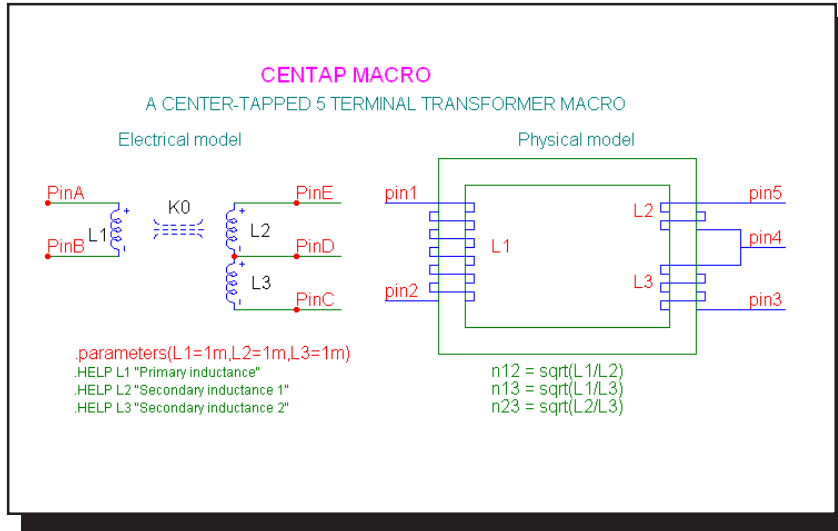 CENTAP MACRO
A CENTER-TAPPED 5 TERMINAL TRANSFORMER MACRO
Electrical model
Physical model
PinA
K0
PinE
L1
+
+
-
-
L2
PinB
PinD
+
-
L3
PinC
pin1
pin5
L2
L1
pin4
pin2
L3
pin3
.parameters(L1=1m,L2=1m,L3=1m)
.HELP L1 "Primary inductance"
.HELP L2 "Secondary inductance 1"
.HELP L3 "Secondary inductance 2"
n12 = sqrt(L1/L2)
n13 = sqrt(L1/L3)
n23 = sqrt(L2/L3)